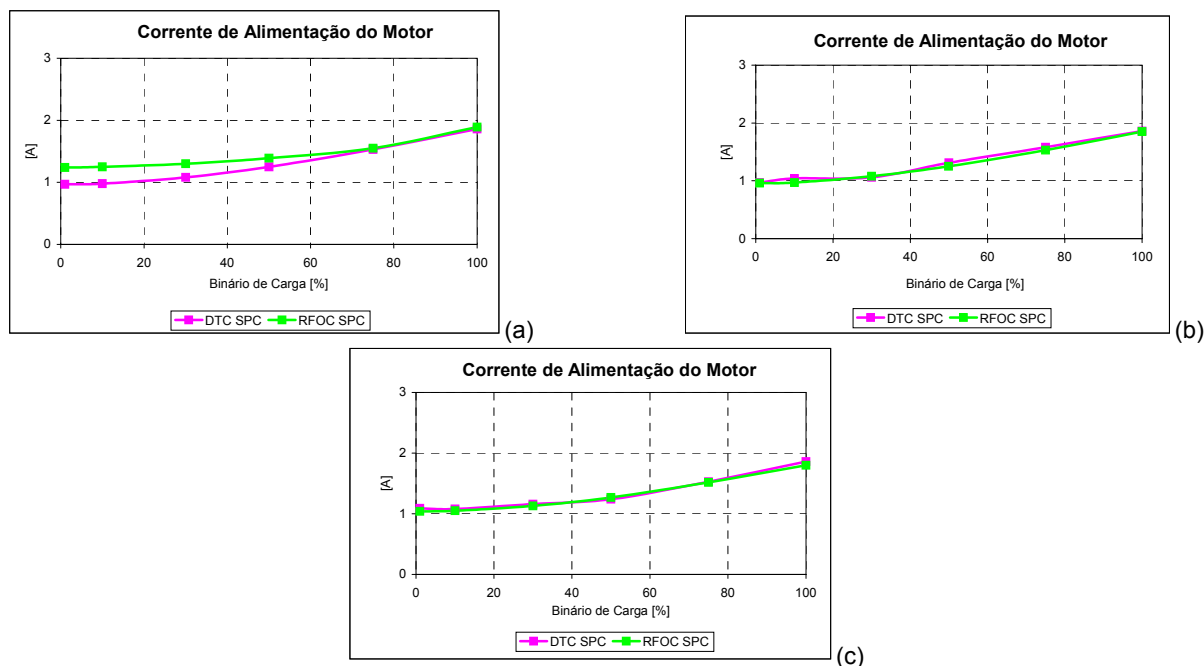 Corrente de Alimentação do Motor
3
2
1
0
[A]
0 20 40 60 80 100
Binário de Carga [%]
DTC SPC RFOC SPC
(a)
Corrente de Alimentação do Motor
3
2
1
0
[A]
0 20 40 60 80 100
Binário de Carga [%]
DTC SPC RFOC SPC
(b)
Corrente de Alimentação do Motor
3
2
1
0
[A]
0 20 40 60 80 100
Binário de Carga [%]
DTC SPC RFOC SPC
(c)